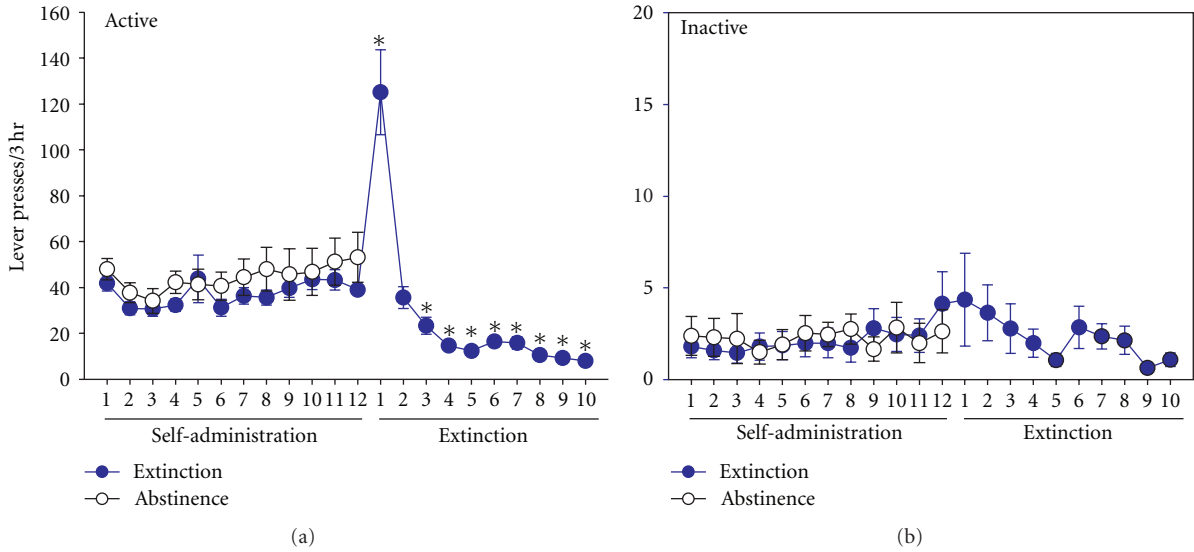 Active
160
140
120
100
80
60
40
20
0
Lever presses/3 hr
* * * * * * * * *
1 2 3 4 5 6 7 8 9 10 11 12 1 2 3 4 5 6 7 8 9 10
Self-administration Extinction
Extinction
Abstinence
(a)
Inactive
20
15
10
5
0
1 2 3 4 5 6 7 8 9 10 11 12 1 2 3 4 5 6 7 8 9 10
Self-administration Extinction
Extinction
Abstinence
(b)